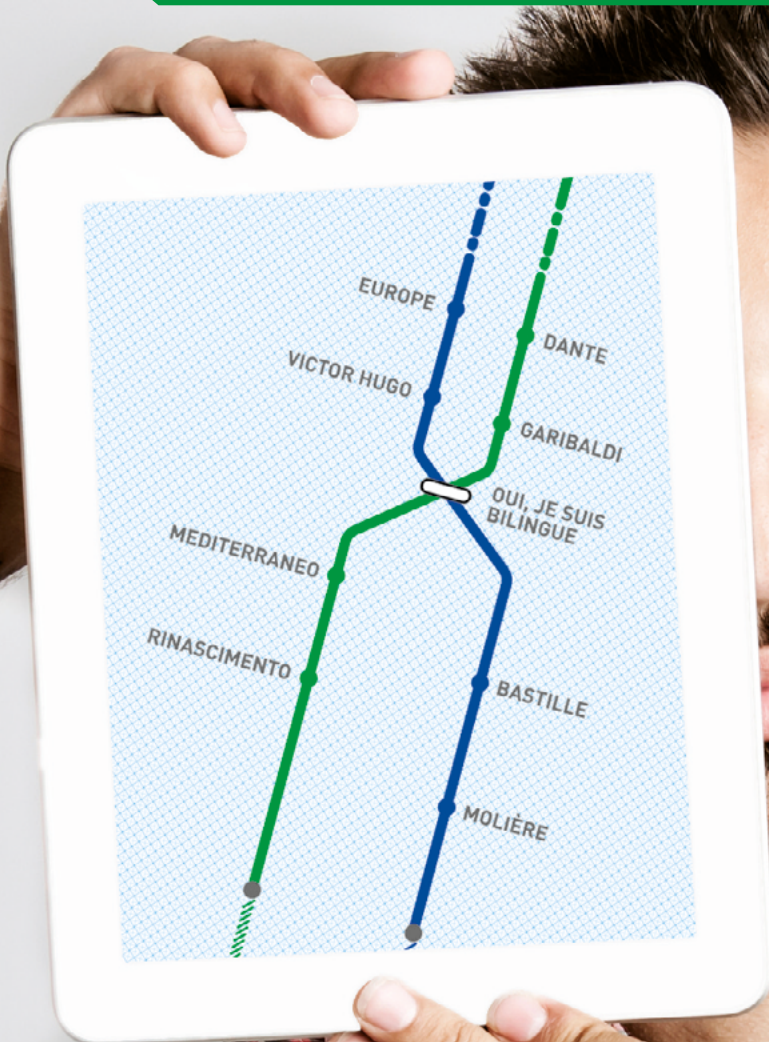 EUROPE
DANTE
VICTOR HUGO
GARIBALDI
OUI, JE SUIS
BILINGUE
MEDITERRANEO
RINASCIMENTO
BASTILLE
MOLIÈRE